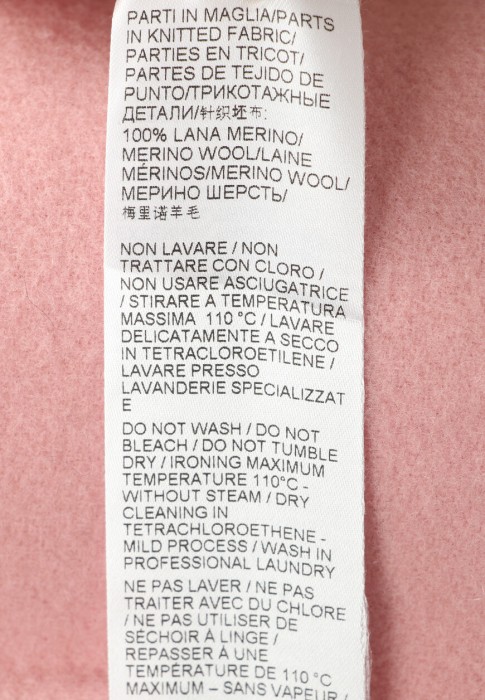 PARTI IN MAGLIA/PARTS
IN KNITTED FABRIC/
PARTIES EN TRICOT/
PARTES DE TEJIDO DE
PUNTO/ТРИКОТАЖНЫЕ
ДЕТАЛИ/针织坯布:
100% LANA MERINO/
MERINO WOOL/LAINE
MÉRINOS/MERINO WOOL/
МЕРИНО ШЕРСТЬ/
梅里诺羊毛
NON LAVARE / NON
TRATTARE CON CLORO /
NON USARE ASCIUGATRICE
/ STIRARE A TEMPERATURA
MASSIMA 110 °C / LAVARE
DELICATAMENTE A SECCO
IN TETRACLOROETILENE /
LAVARE PRESSO
LAVANDERIE SPECIALIZZAT
E
DO NOT WASH / DO NOT
BLEACH / DO NOT TUMBLE
DRY / IRONING MAXIMUM
TEMPERATURE 110°C -
WITHOUT STEAM / DRY
CLEANING IN
TETRACHLOROETHENE -
MILD PROCESS / WASH IN
PROFESSIONAL LAUNDRY
NE PAS LAVER / NE PAS
TRAITER AVEC DU CHLORE
/ NE PAS UTILISER DE
SÉCHOIR À LINGE /
REPASSER À UNE
TEMPÉRATURE DE 110 °C
MAXIMUM – SANS VAPEUR /